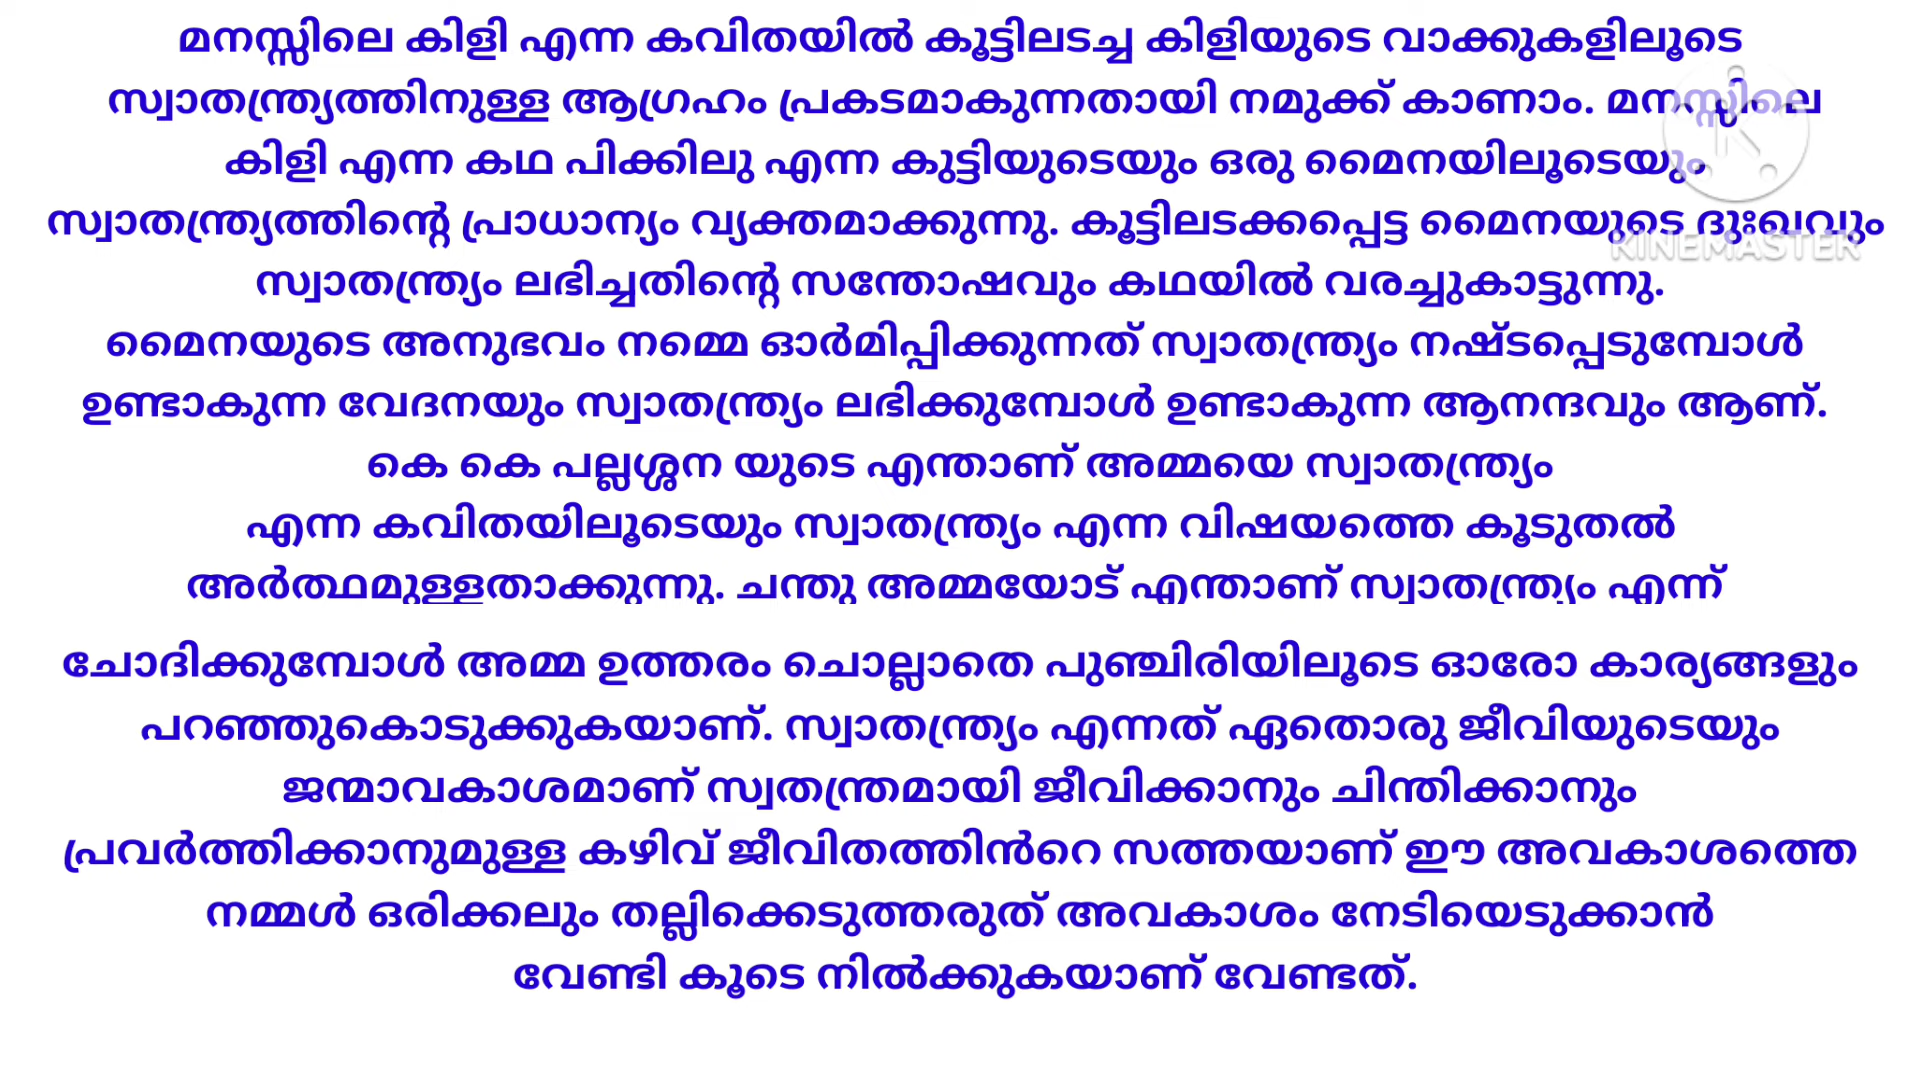 മനസ്സിലെ കിളി എന്ന കവിതയിൽ കൂട്ടിലടച്ച കിളിയുടെ വാക്കുകളിലൂടെ
സ്വാതന്ത്ര്യത്തിനുള്ള ആഗ്രഹം പ്രകടമാകുന്നതായി നമുക്ക് കാണാം. മനസ്സിലെ
കിളി എന്ന കഥ പിക്കിലു എന്ന കുട്ടിയുടെയും ഒരു മൈനയിലൂടെയും
സ്വാതന്ത്ര്യത്തിന്റെ പ്രാധാന്യം വ്യക്തമാക്കുന്നു. കൂട്ടിലടക്കപ്പെട്ട മൈനയുടെ ദുഃഖവും
സ്വാതന്ത്ര്യം ലഭിച്ചതിന്റെ സന്തോഷവും കഥയിൽ വരച്ചുകാട്ടുന്നു.
മൈനയുടെ അനുഭവം നമ്മെ ഓർമിപ്പിക്കുന്നത് സ്വാതന്ത്ര്യം നഷ്ടപ്പെടുമ്പോൾ
ഉണ്ടാകുന്ന വേദനയും സ്വാതന്ത്ര്യം ലഭിക്കുമ്പോൾ ഉണ്ടാകുന്ന ആനന്ദവും ആണ്.
കെ കെ പല്ലശ്ശന യുടെ എന്താണ് അമ്മയെ സ്വാതന്ത്ര്യം
എന്ന കവിതയിലൂടെയും സ്വാതന്ത്ര്യം എന്ന വിഷയത്തെ കൂടുതൽ
അർത്ഥമുള്ളതാക്കുന്നു. ചന്തു അമ്മയോട് എന്താണ് സ്വാതന്ത്ര്യം എന്ന്
ചോദിക്കുമ്പോൾ അമ്മ ഉത്തരം ചൊല്ലാതെ പുഞ്ചിരിയിലൂടെ ഓരോ കാര്യങ്ങളും
പറഞ്ഞുകൊടുക്കുകയാണ്. സ്വാതന്ത്ര്യം എന്നത് ഏതൊരു ജീവിയുടെയും
ജന്മാവകാശമാണ് സ്വതന്ത്രമായി ജീവിക്കാനും ചിന്തിക്കാനും
പ്രവർത്തിക്കാനുമുള്ള കഴിവ് ജീവിതത്തിൻറെ സത്തയാണ് ഈ അവകാശത്തെ
നമ്മൾ ഒരിക്കലും തല്ലിക്കെടുത്തരുത് അവകാശം നേടിയെടുക്കാൻ
വേണ്ടി കൂടെ നിൽക്കുകയാണ് വേണ്ടത്.
KINEMASTER